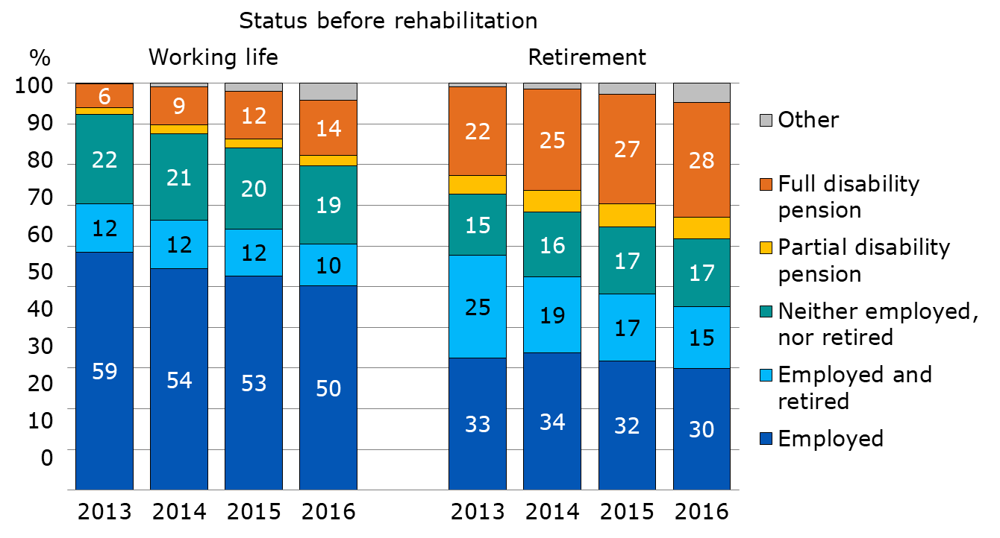 Status before rehabilitation
% Working life Retirement
100
90
80
70
60
50
40
30
20
10
0
6 9 12 14
22 21 20 19
12 12 12 10
59 54 53 50
22 25 27 28
15 16 17 17
25 19 17 15
33 34 32 30
2013 2014 2015 2016 2013 2014 2015 2016
Other
Full disability
pension
Partial disability
pension
Neither employed,
nor retired
Employed and
retired
Employed